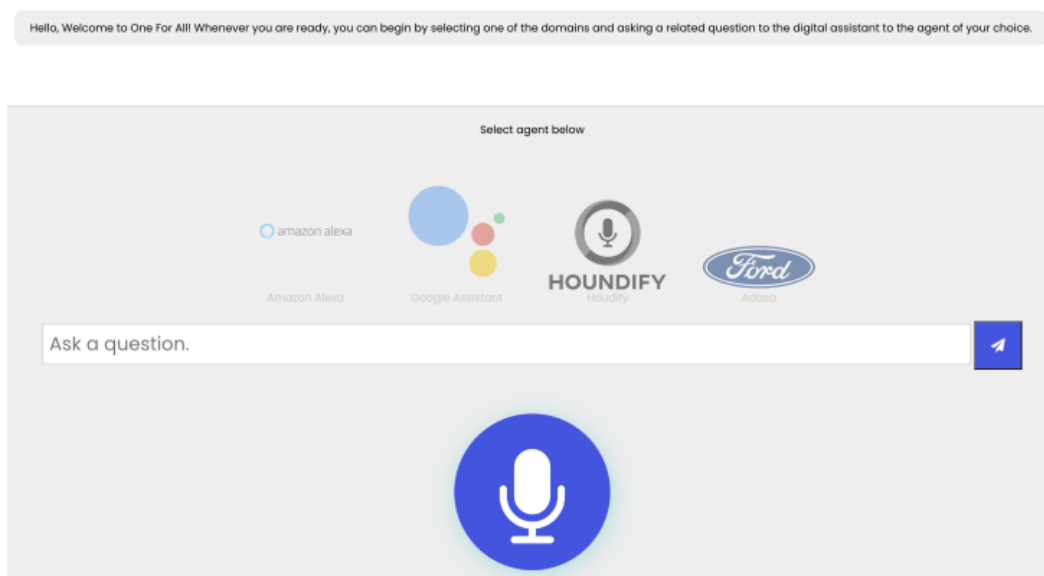 Hello, Welcome to One For All! Whenever you are ready, you can begin by selecting one of the domains and asking a related question to the digital assistant to the agent of your choice.
Select agent below
amazon alexa
HOUNDIFY
Ford
Amazon Alexa
Google Assistant
Houdify
Adasa
Ask a question.